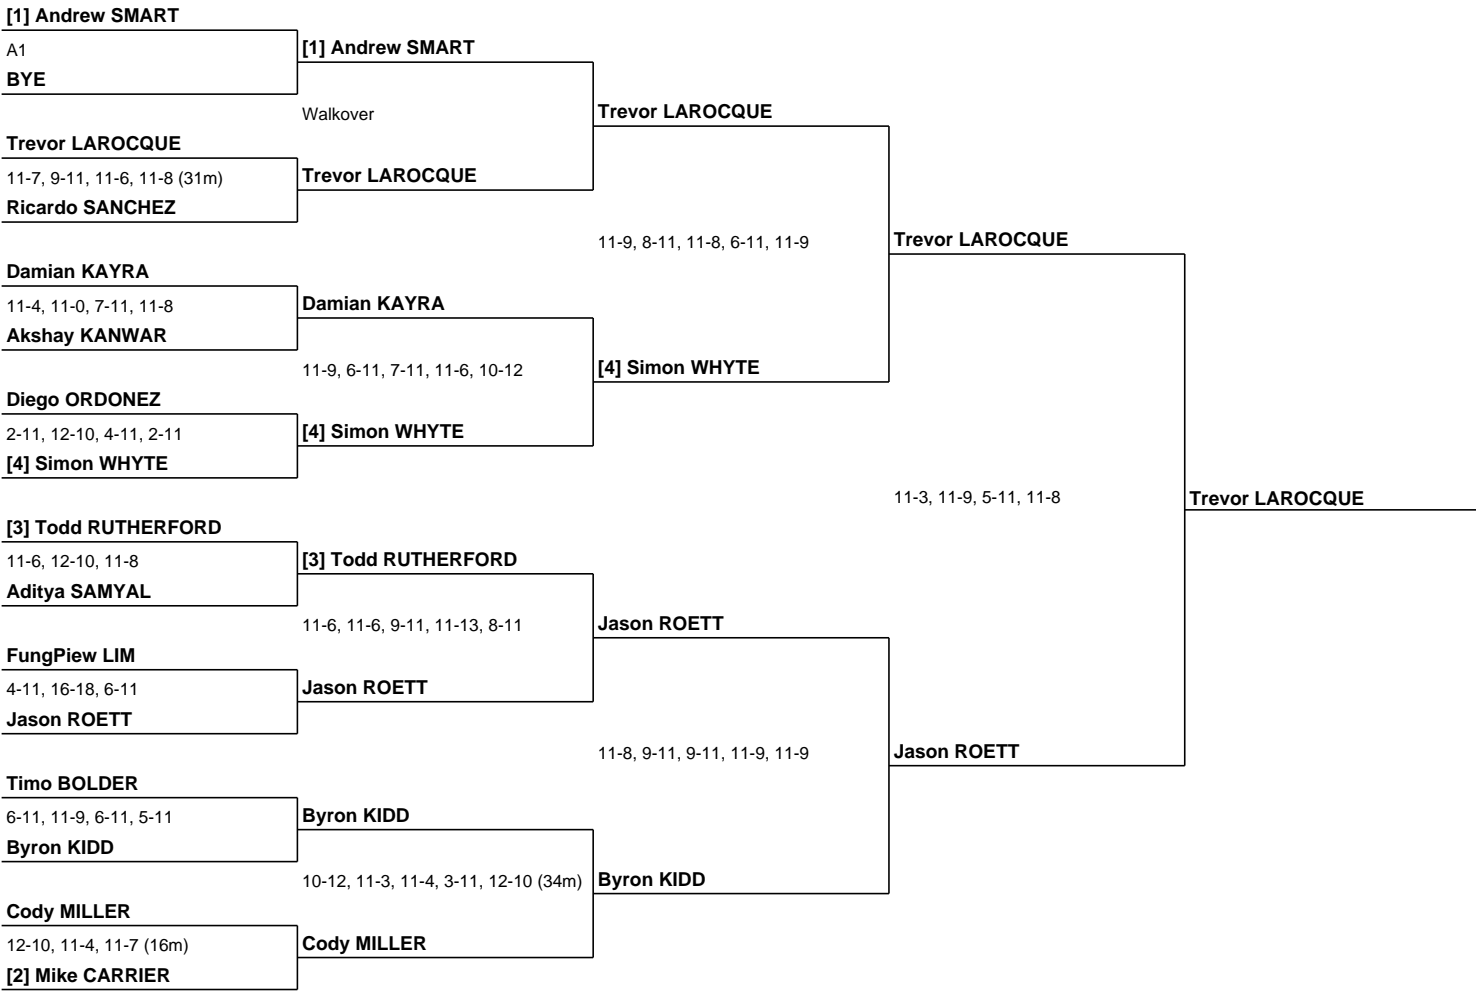 [1] Andrew SMART
A1
BYE
Trevor LAROCQUE
11-7, 9-11, 11-6, 11-8 (31m)
Ricardo SANCHEZ
Damian KAYRA
11-4, 11-0, 7-11, 11-8
Akshay KANWAR
Diego ORDONEZ
2-11, 12-10, 4-11, 2-11
[4] Simon WHYTE
[3] Todd RUTHERFORD
11-6, 12-10, 11-8
Aditya SAMYAL
FungPiew LIM
4-11, 16-18, 6-11
Jason ROETT
Timo BOLDER
6-11, 11-9, 6-11, 5-11
Byron KIDD
Cody MILLER
12-10, 11-4, 11-7 (16m)
[2] Mike CARRIER
[1] Andrew SMART
Walkover
Trevor LAROCQUE
Damian KAYRA
11-9, 6-11, 7-11, 11-6, 10-12
[4] Simon WHYTE
[3] Todd RUTHERFORD
11-6, 11-6, 9-11, 11-13, 8-11
Jason ROETT
Byron KIDD
10-12, 11-3, 11-4, 3-11, 12-10 (34m)
Cody MILLER
Trevor LAROCQUE
11-9, 8-11, 11-8, 6-11, 11-9
[4] Simon WHYTE
Jason ROETT
11-8, 9-11, 9-11, 11-9, 11-9
Byron KIDD
Trevor LAROCQUE
11-3, 11-9, 5-11, 11-8
Jason ROETT
Trevor LAROCQUE